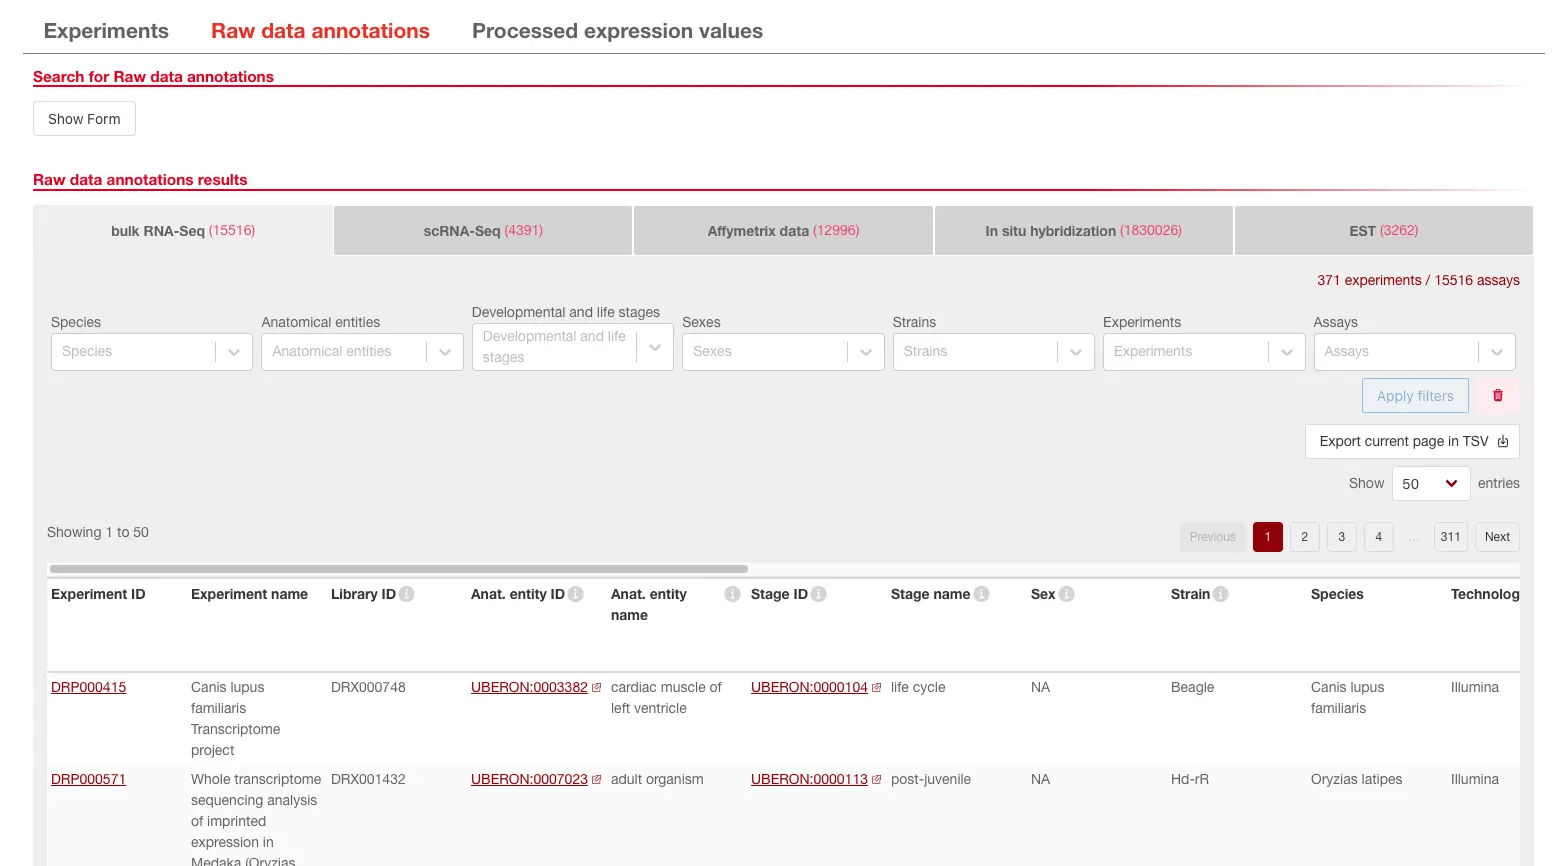 Experiments Raw data annotations Processed expression values
Search for Raw data annotations
Show Form
Raw data annotations results
bulk RNA-Seq (15516) scRNA-Seq (4391) Affymetrix data (12996) In situ hybridization (1830026) EST (3262)
371 experiments / 15516 assays
Species Anatomical entities Developmental and life stages Sexes Strains Experiments Assays
Species Anatomical entities Developmental and life Sexes Strains Experiments Assays
stages
Apply filters
Export current page in TSV
Show 50 entries
Showing 1 to 50 Previous 1 2 3 4 ... 311 Next
Experiment ID Experiment name Library ID Anat. entity ID Anat. entity Stage ID Stage name Sex Strain Species Technolog
name
DRP000415 Canis lupus DRX000748 UBERON:0003382 cardiac muscle of UBERON:0000104 life cycle NA Beagle Canis lupus Illumina
familiaris left ventricle familiaris
Transcriptome
project
DRP000571 Whole transcriptome DRX001432 UBERON:0007023 adult organism UBERON:0000113 post-juvenile NA Hd-rR Oryzias latipes Illumina
sequencing analysis
of imprinted
expression in
Medaka (Oryzias